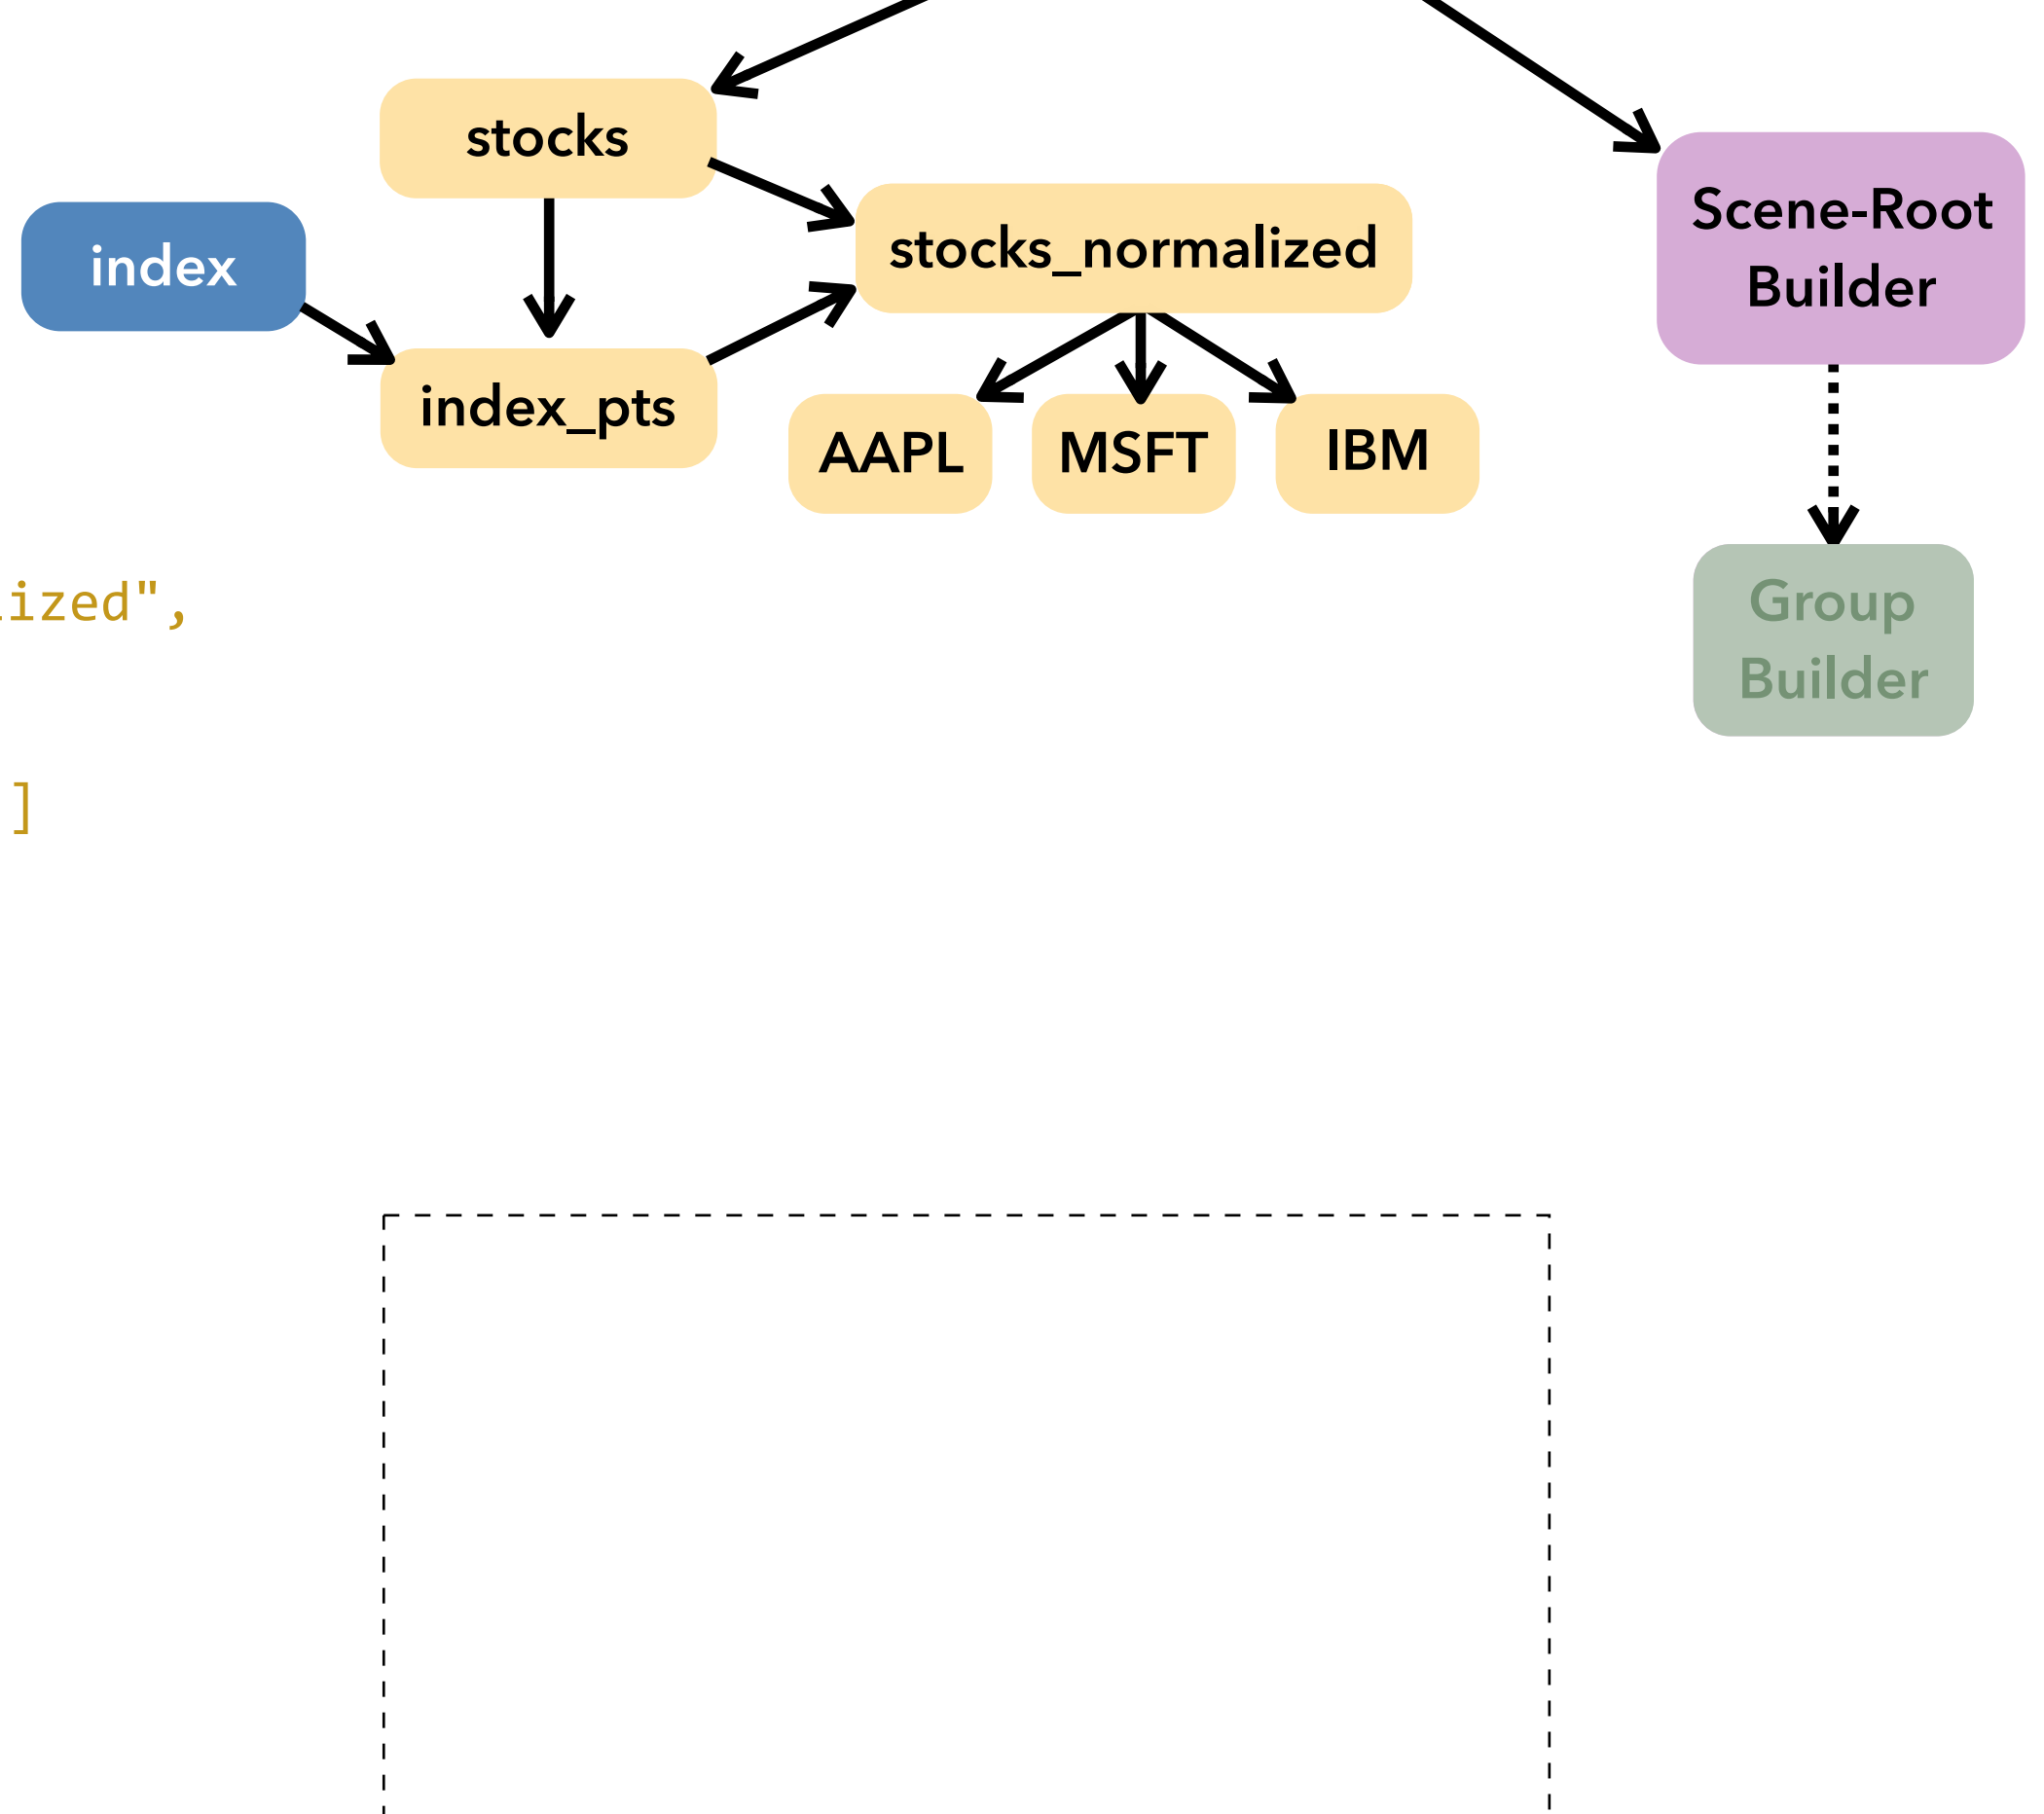 stocks
Scene-Root
Builder
index
stocks_normalized
index_pts
AAPL
MSFT
IBM
Group
Builder
ized",
]